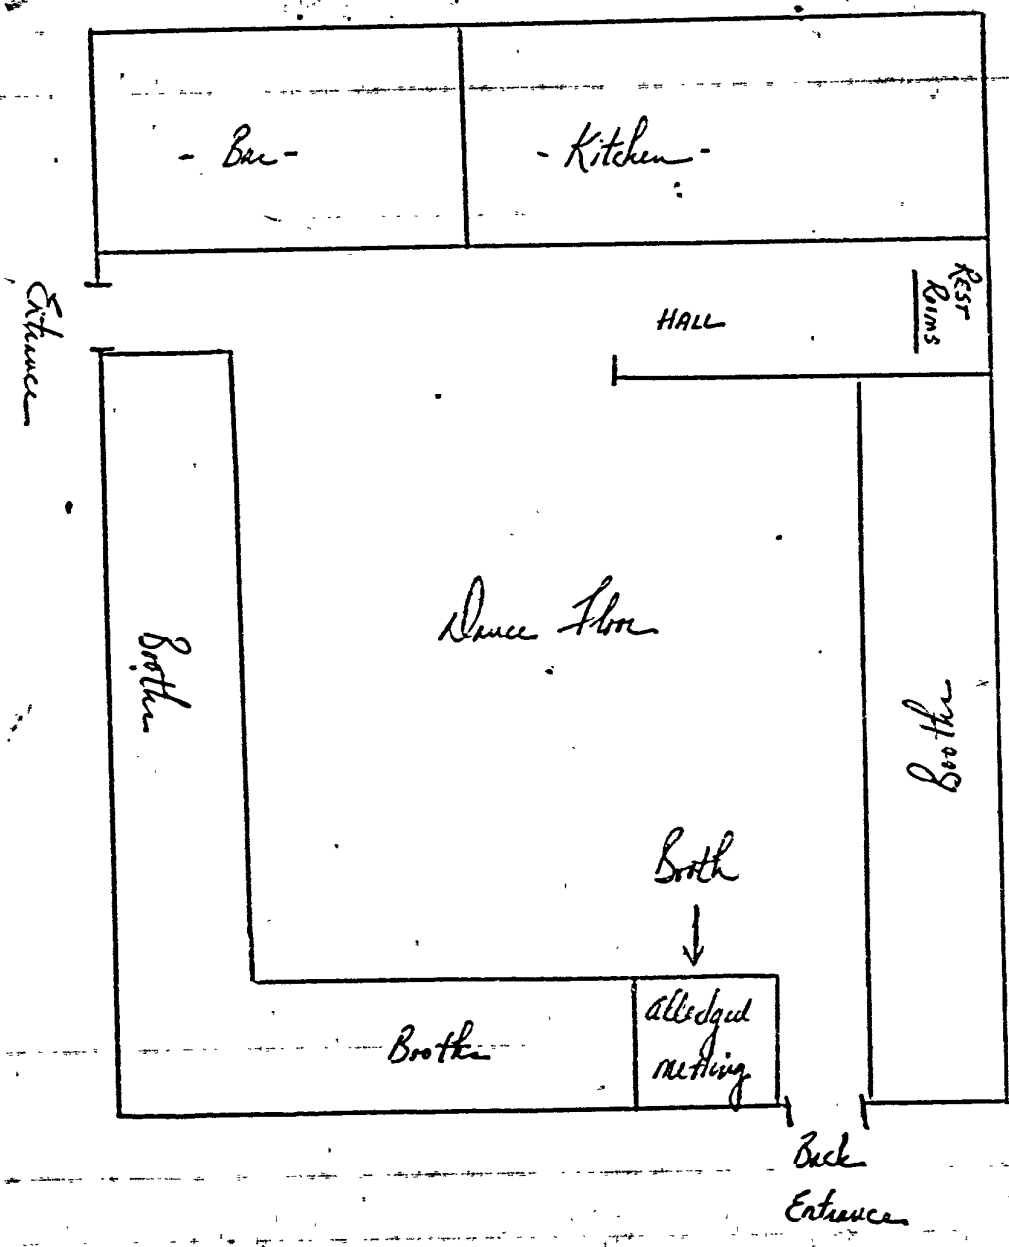 - Bar -
- Kitchen -
Entrance
HALL
REST
ROOMS
Dance Floor
Booths
Booths
Booth
alledged
meeting
Booths
Back
Entrance